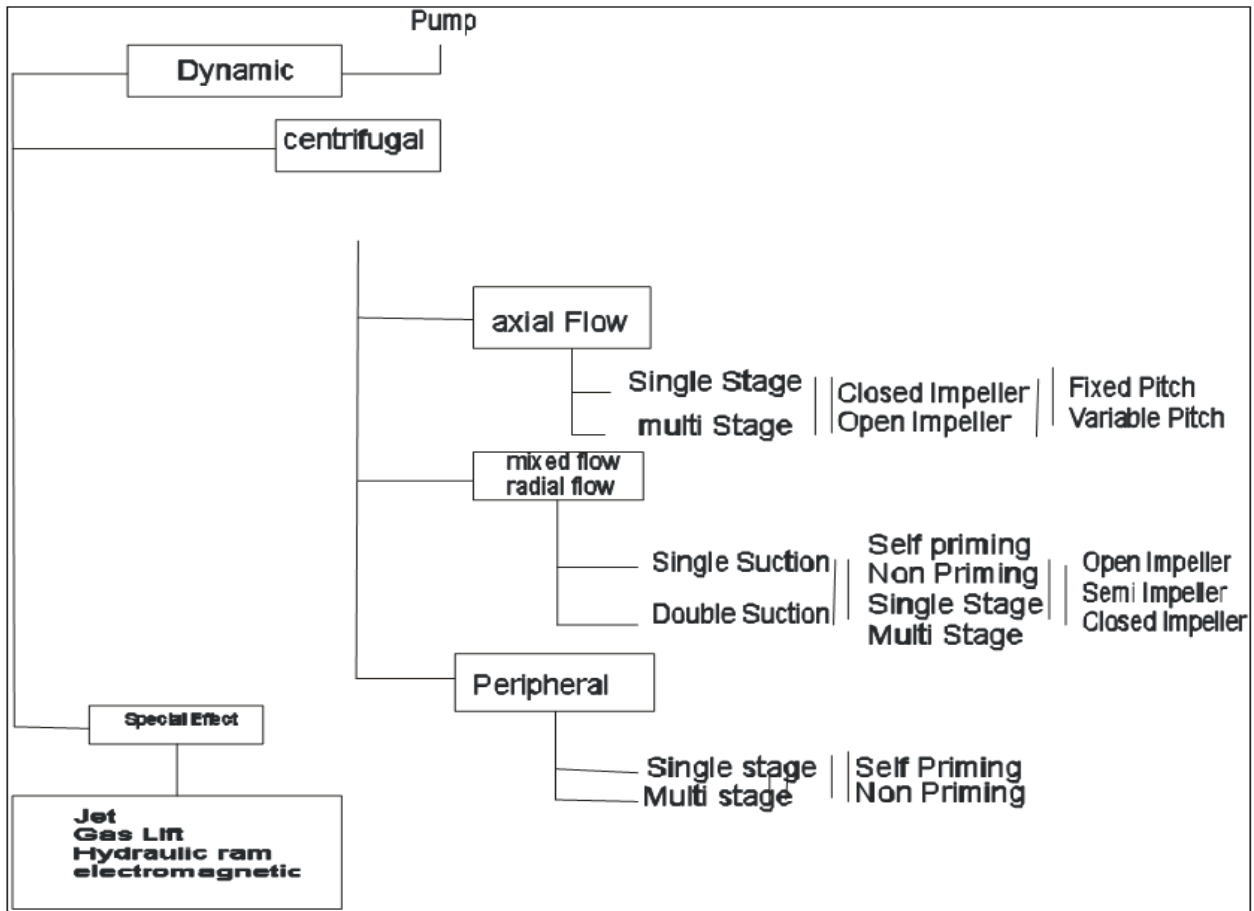 Pump
Dynamic
centrifugal
axial Flow
Single Stage
multi Stage
Closed Impeller
Open Impeller
Fixed Pitch
Variable Pitch
mixed flow
radial flow
Single Suction
Double Suction
Self priming
Non Priming
Single Stage
Multi Stage
Open Impeller
Semi Impeller
Closed Impeller
Peripheral
Single stage
Multi stage
Self Priming
Non Priming
Special Effect
Jet
Gas Lift
Hydraulic ram
electromagnetic